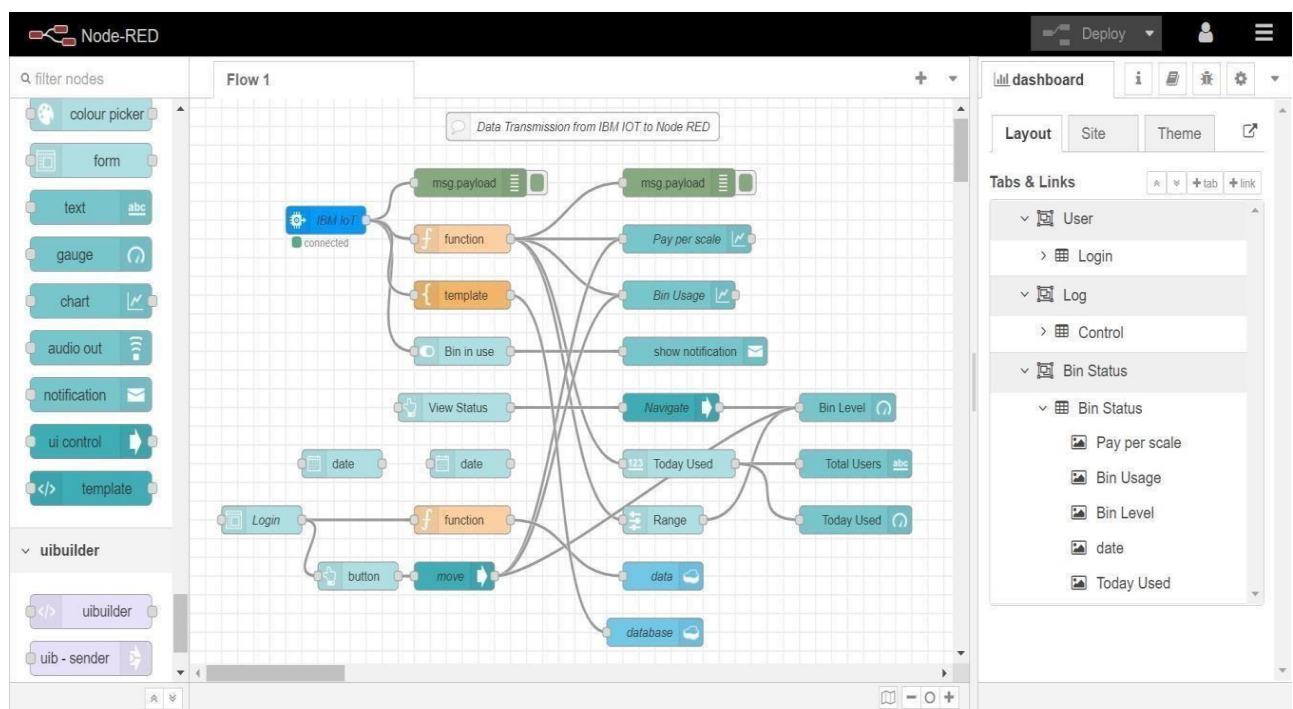 Node-RED
Deploy
filter nodes
colour picker
form
text abc
gauge
chart
audio out
notification
ui control
</> template
uibuilder
</> uibuilder
uib - sender
Flow 1
Data Transmission from IBM IOT to Node RED
msg.payload
msg.payload
IBM IoT
connected
f function
Pay per scale
{ template
Bin Usage
Bin in use
show notification
View Status
Navigate
Bin Level
date
date
123 Today Used
Total Users abc
Login
f function
Range
Today Used
button
move
data
database
dashboard
i
Layout
Site
Theme
Tabs & Links
+ tab
+ link
User
Login
Log
Control
Bin Status
Bin Status
Pay per scale
Bin Usage
Bin Level
date
Today Used